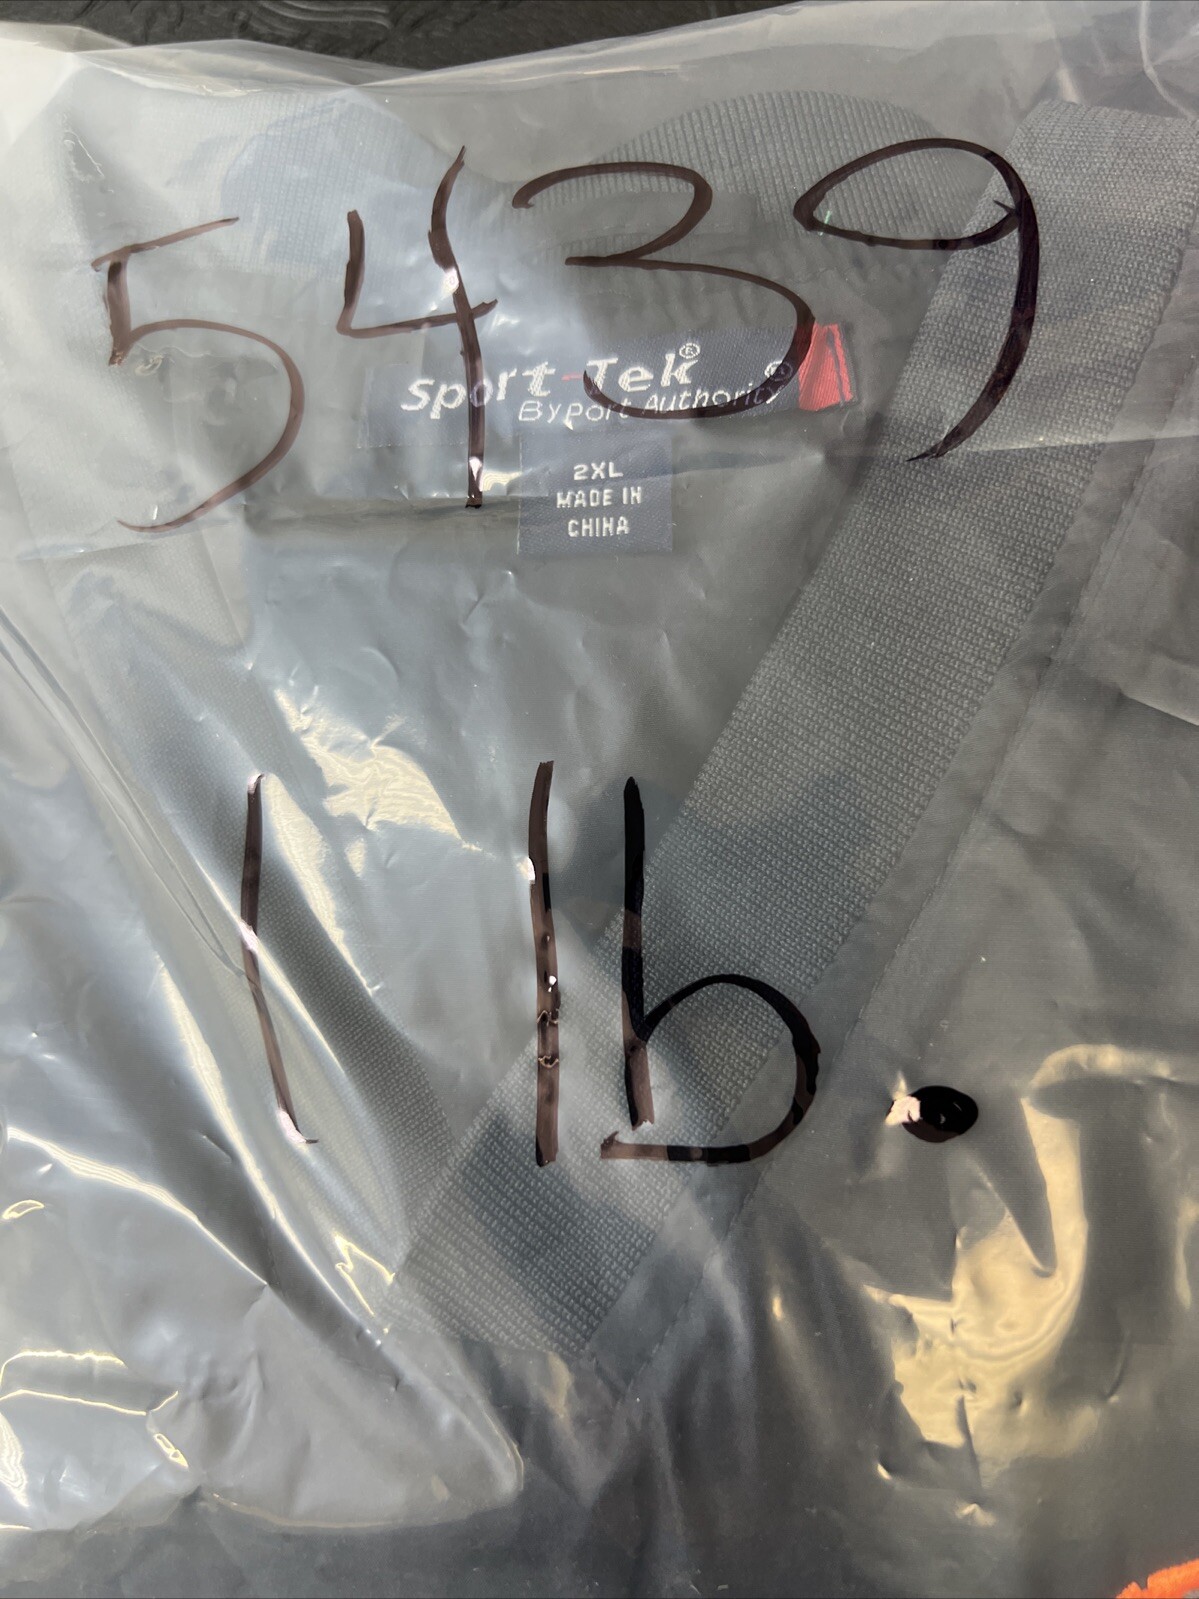 5439
Sport-Tek®
By Port Authority®
2XL
MADE IN
CHINA
1 lb.